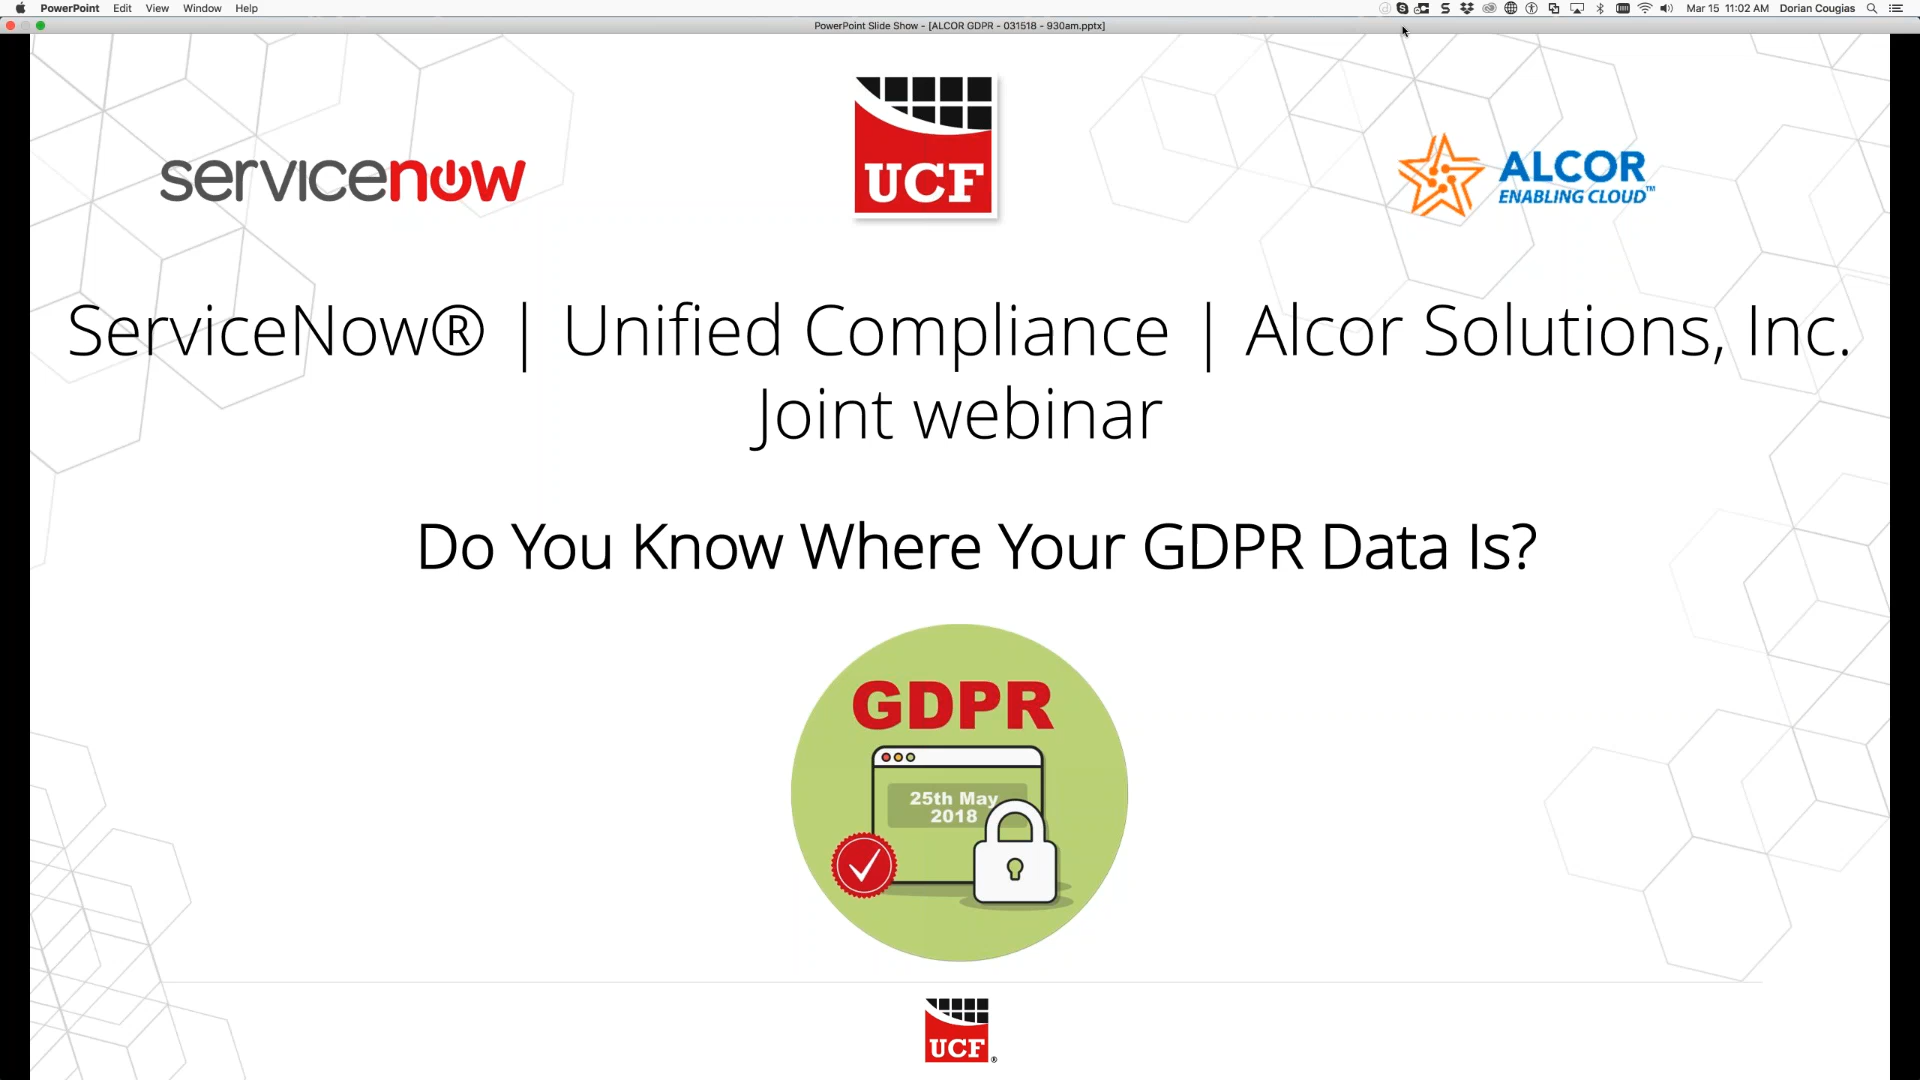 PowerPoint Edit View Window Help
Mar 15 11:02 AM Dorian Cougias
PowerPoint Slide Show - [ALCOR GDPR - 031518 - 930am.pptx]
servicenow
UCF
ALCOR
ENABLING CLOUD™
ServiceNow® | Unified Compliance | Alcor Solutions, Inc.
Joint webinar
Do You Know Where Your GDPR Data Is?
GDPR
25th May
2018
UCF®